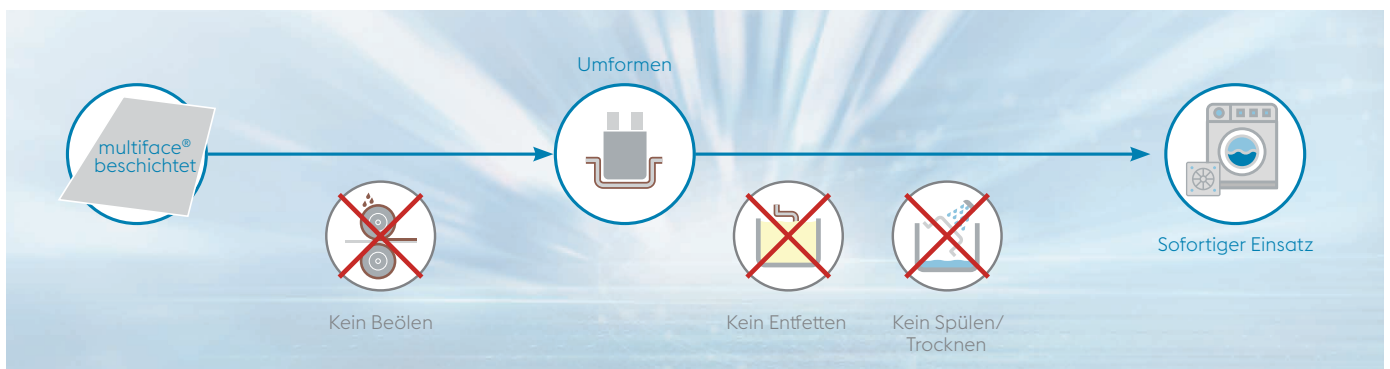 multiface®
beschichtet
Umformen
Sofortiger Einsatz
Kein Beölen
Kein Entfetten
Kein Spülen/
Trocknen